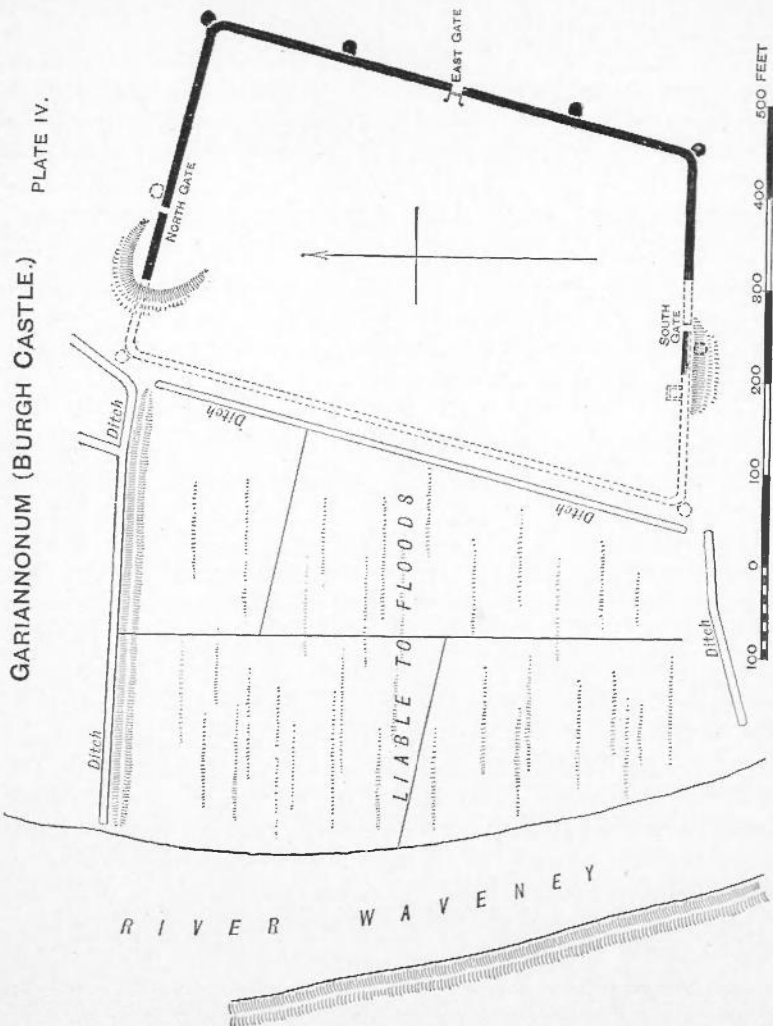 GARIANNONUM (BURGH CASTLE.)
PLATE IV.
Ditch
Ditch
NORTH GATE
Ditch
EAST GATE
LIABLE TO FLOODS
Ditch
SOUTH
GATE
Ditch
RIVER WAVENEY
100 0 100 200 300 400 500 FEET